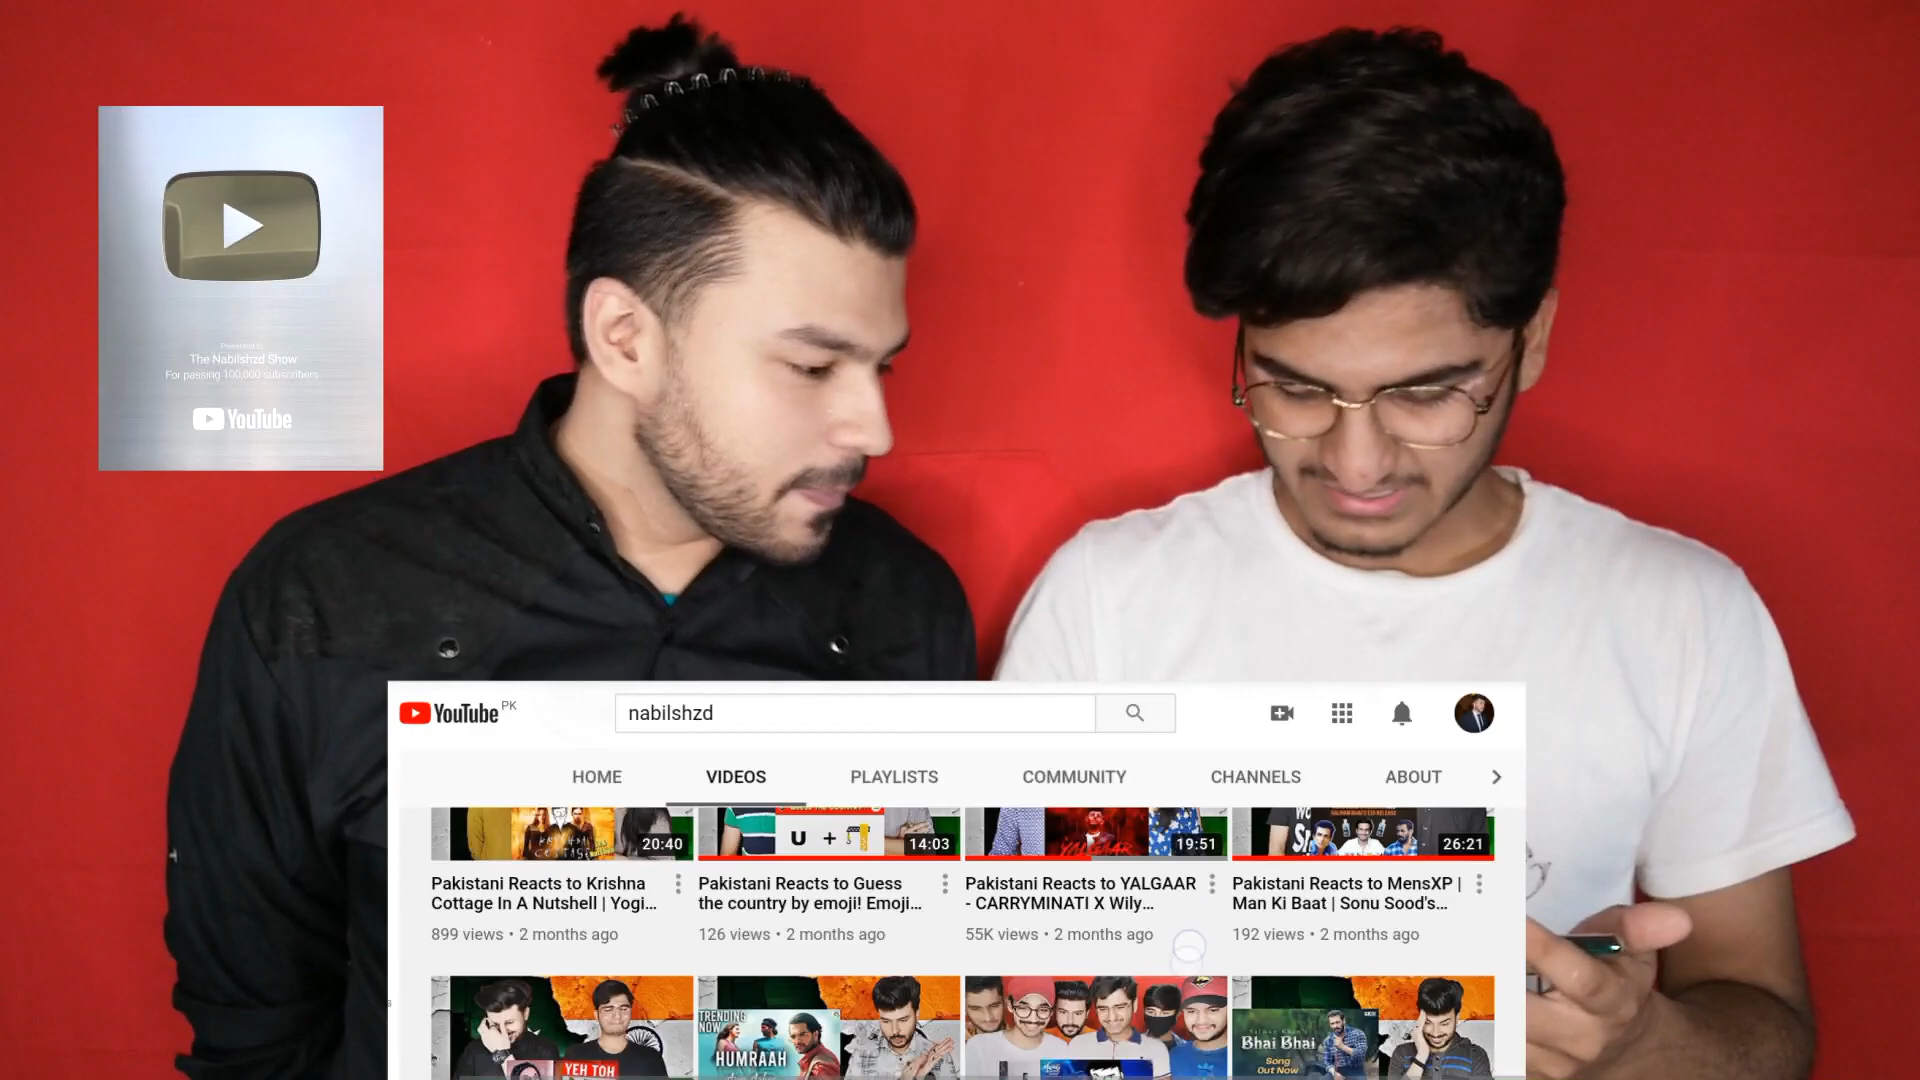 Presented to
The Nabilshzd Show
For passing 100,000 subscribers
YouTube
YouTube PK
nabilshzd
HOME VIDEOS PLAYLISTS COMMUNITY CHANNELS ABOUT
U +
YALGAAR
20:40
14:03
19:51
26:21
Pakistani Reacts to Krishna
Cottage In A Nutshell | Yogi...
899 views • 2 months ago
Pakistani Reacts to Guess
the country by emoji! Emoji...
126 views • 2 months ago
Pakistani Reacts to YALGAAR
- CARRYMINATI X Wily...
55K views • 2 months ago
Pakistani Reacts to MensXP |
Man Ki Baat | Sonu Sood's...
192 views • 2 months ago
YEH TOH
TRENDING
NOW
HUMRAAH
Bhai Bhai
Song
Out Now